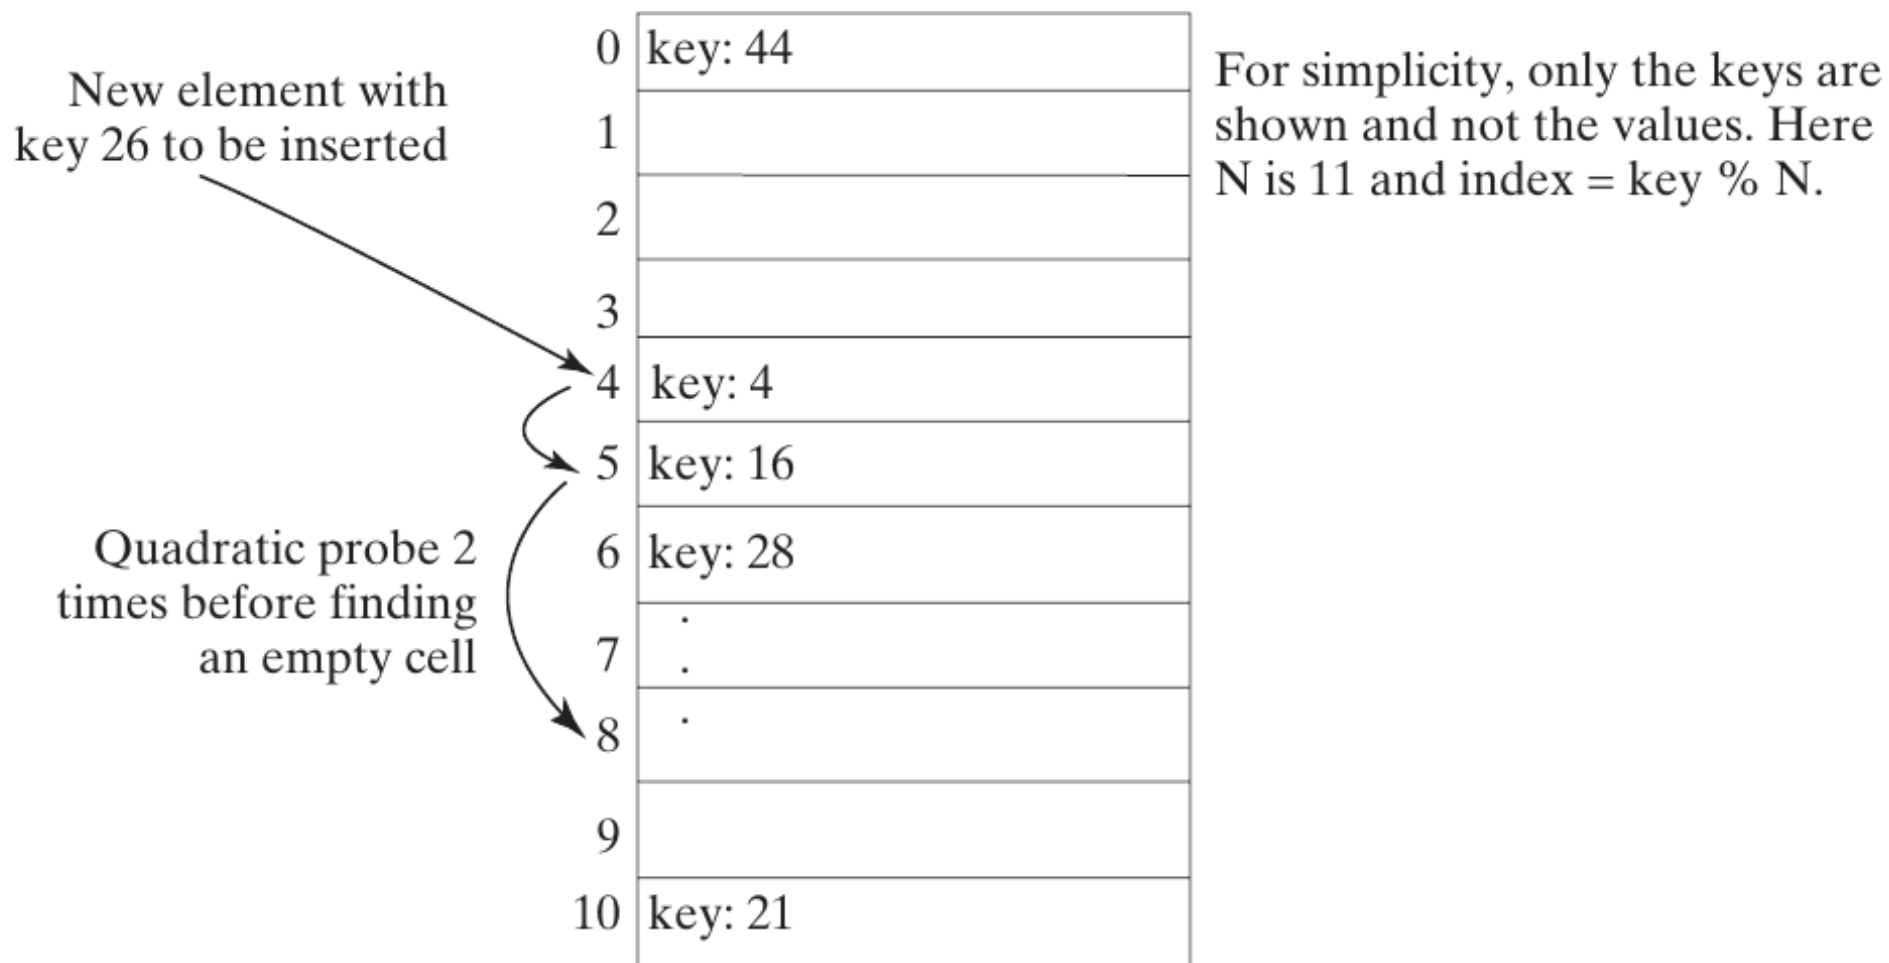 New element with
key 26 to be inserted
Quadratic probe 2
times before finding
an empty cell
0 key: 44
1
2
3
4 key: 4
5 key: 16
6 key: 28
7 .
.
8 .
9
10 key: 21
For simplicity, only the keys are
shown and not the values. Here
N is 11 and index = key % N.